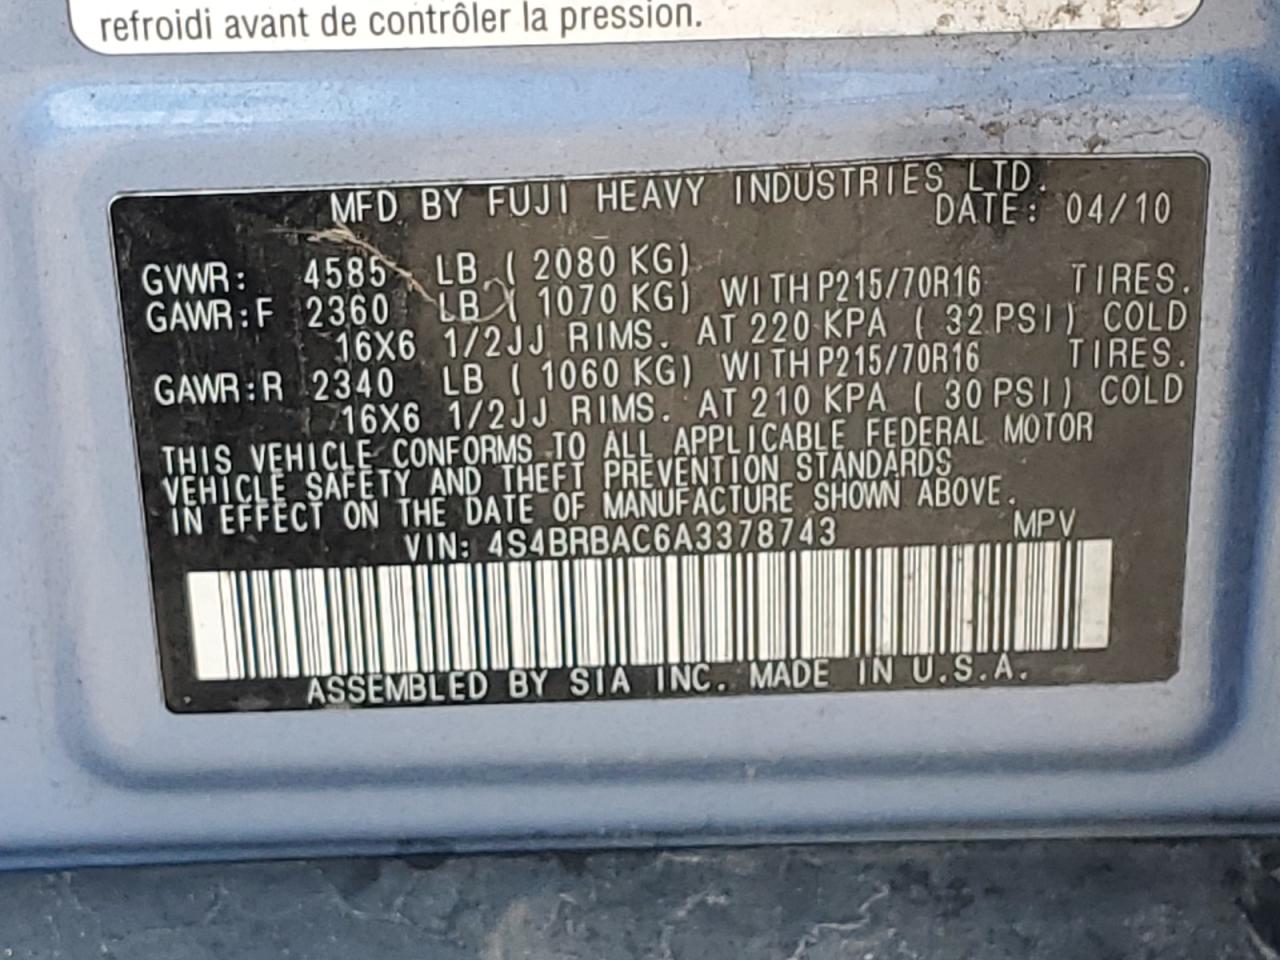 refroidi avant de contrôler la pression.
MFD BY FUJI HEAVY INDUSTRIES LTD.
DATE: 04/10
GVWR: 4585 LB ( 2080 KG)
GAWR:F 2360 LB ( 1070 KG) WITH P215/70R16 TIRES.
16X6 1/2JJ RIMS. AT 220 KPA ( 32 PSI) COLD
GAWR:R 2340 LB ( 1060 KG) WITH P215/70R16 TIRES.
16X6 1/2JJ RIMS. AT 210 KPA ( 30 PSI) COLD
THIS VEHICLE CONFORMS TO ALL APPLICABLE FEDERAL MOTOR
VEHICLE SAFETY AND THEFT PREVENTION STANDARDS
IN EFFECT ON THE DATE OF MANUFACTURE SHOWN ABOVE.
VIN: 4S4BRBAC6A3378743 MPV
ASSEMBLED BY SIA INC. MADE IN U.S.A.